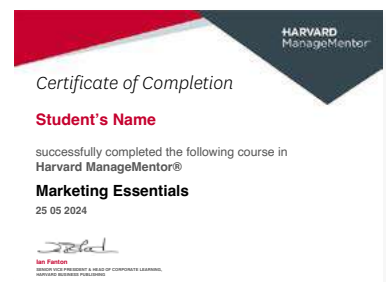 HARVARD
ManageMentor®
Certificate of Completion
Student's Name
successfully completed the following course in
Harvard ManageMentor®
Marketing Essentials
25 05 2024
Ian Fanton
SENIOR VICE PRESIDENT & HEAD OF CORPORATE LEARNING,
HARVARD BUSINESS PUBLISHING